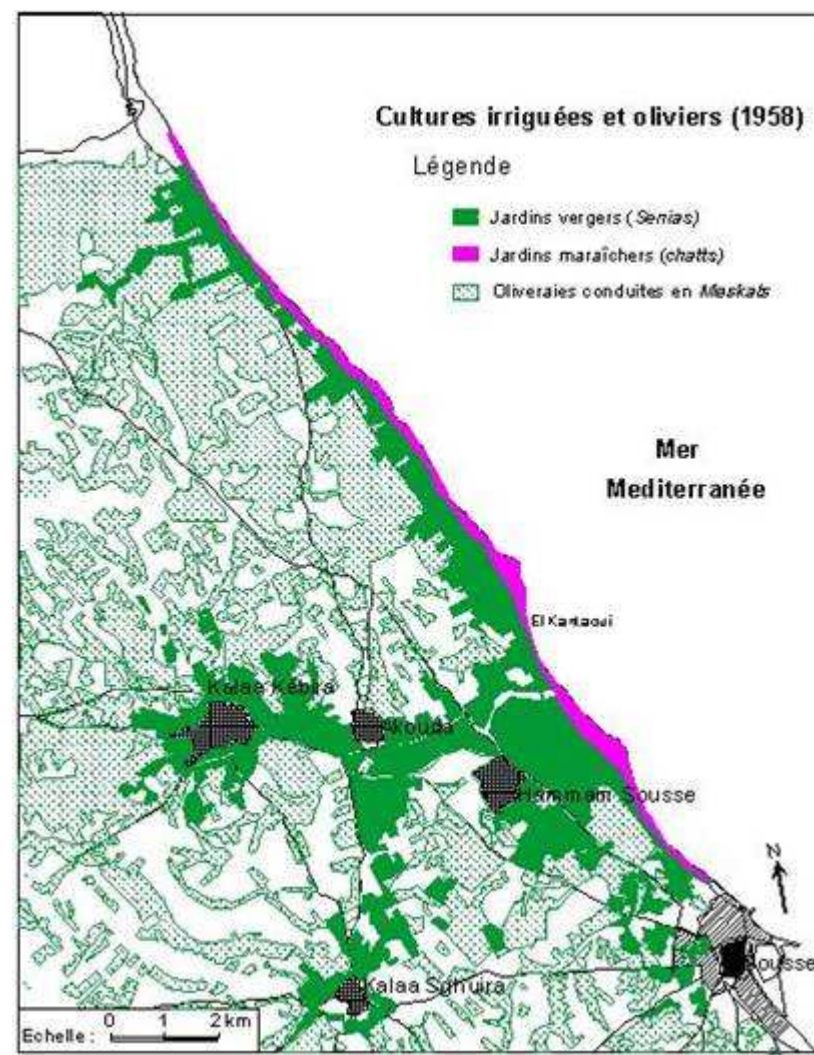 Cultures irriguées et oliviers (1958)
Légende
Jardins vergers (Senias)
Jardins maraîchers (chatts)
Oliveraies conduites en Meskats
Mer
Mediterranée
El Kantaoui
Kalaa Kébira
Akouda
Hammam Sousse
N
Sousse
Kalaa Sghuira
Echelle : 0 1 2 km